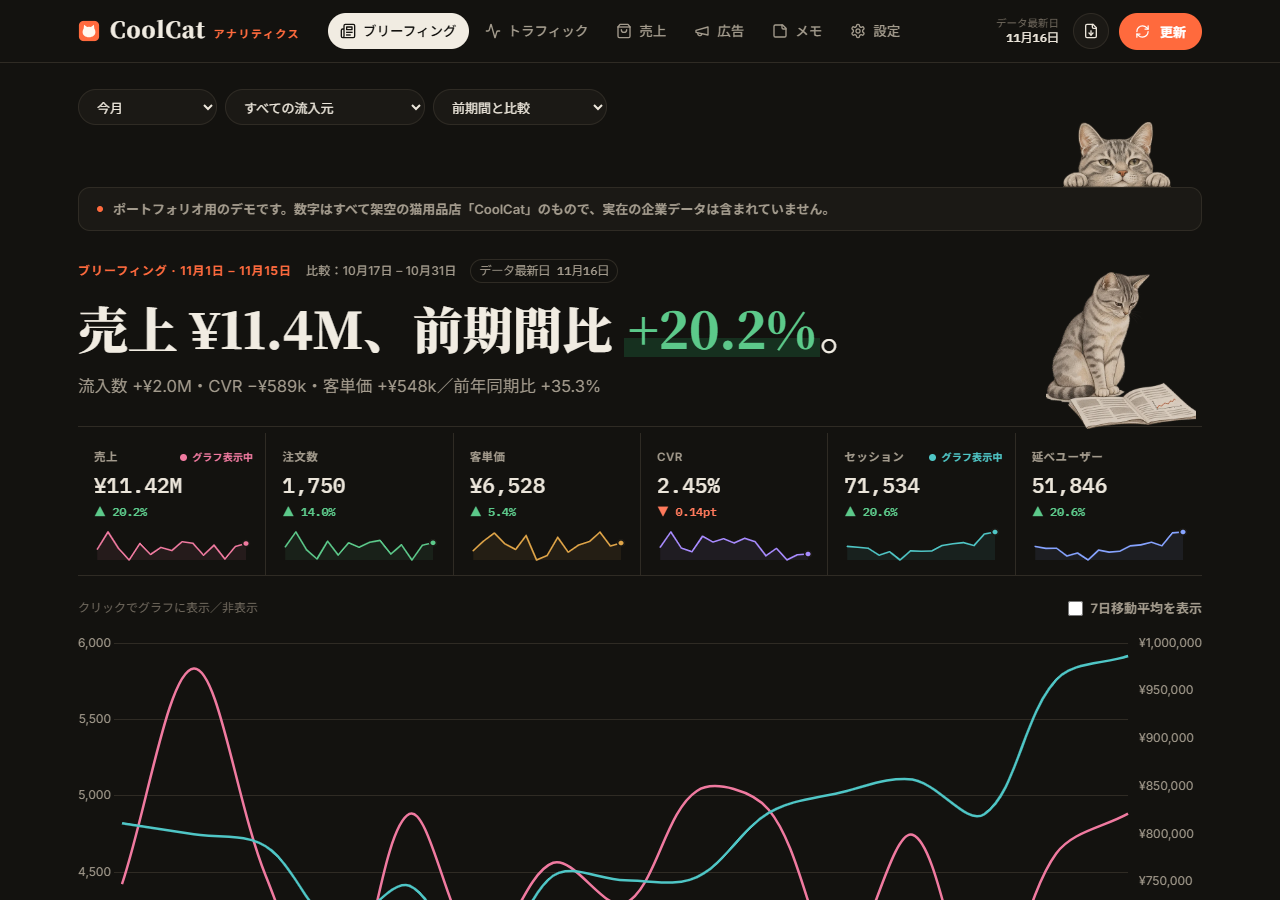 CoolCat アナリティクス ブリーフィング トラフィック 売上 広告 メモ 設定 データ最新日 11月16日 更新
今月 すべての流入元 前期間と比較
ポートフォリオ用のデモです。数字はすべて架空の猫用品店「CoolCat」のもので、実在の企業データは含まれていません。
ブリーフィング · 11月1日 – 11月15日 比較：10月17日 – 10月31日 データ最新日 11月16日
売上 ¥11.4M、前期間比 +20.2%。
流入数 +¥2.0M・CVR −¥589k・客単価 +¥548k／前年同期比 +35.3%
売上 グラフ表示中 注文数 客単価 CVR セッション グラフ表示中 延べユーザー
¥11.42M 1,750 ¥6,528 2.45% 71,534 51,846
▲ 20.2% ▲ 14.0% ▲ 5.4% ▼ 0.14pt ▲ 20.6% ▲ 20.6%
クリックでグラフに表示／非表示 7日移動平均を表示
6,000 ¥1,000,000
¥950,000
5,500
¥900,000
5,000 ¥850,000
¥800,000
4,500 ¥750,000